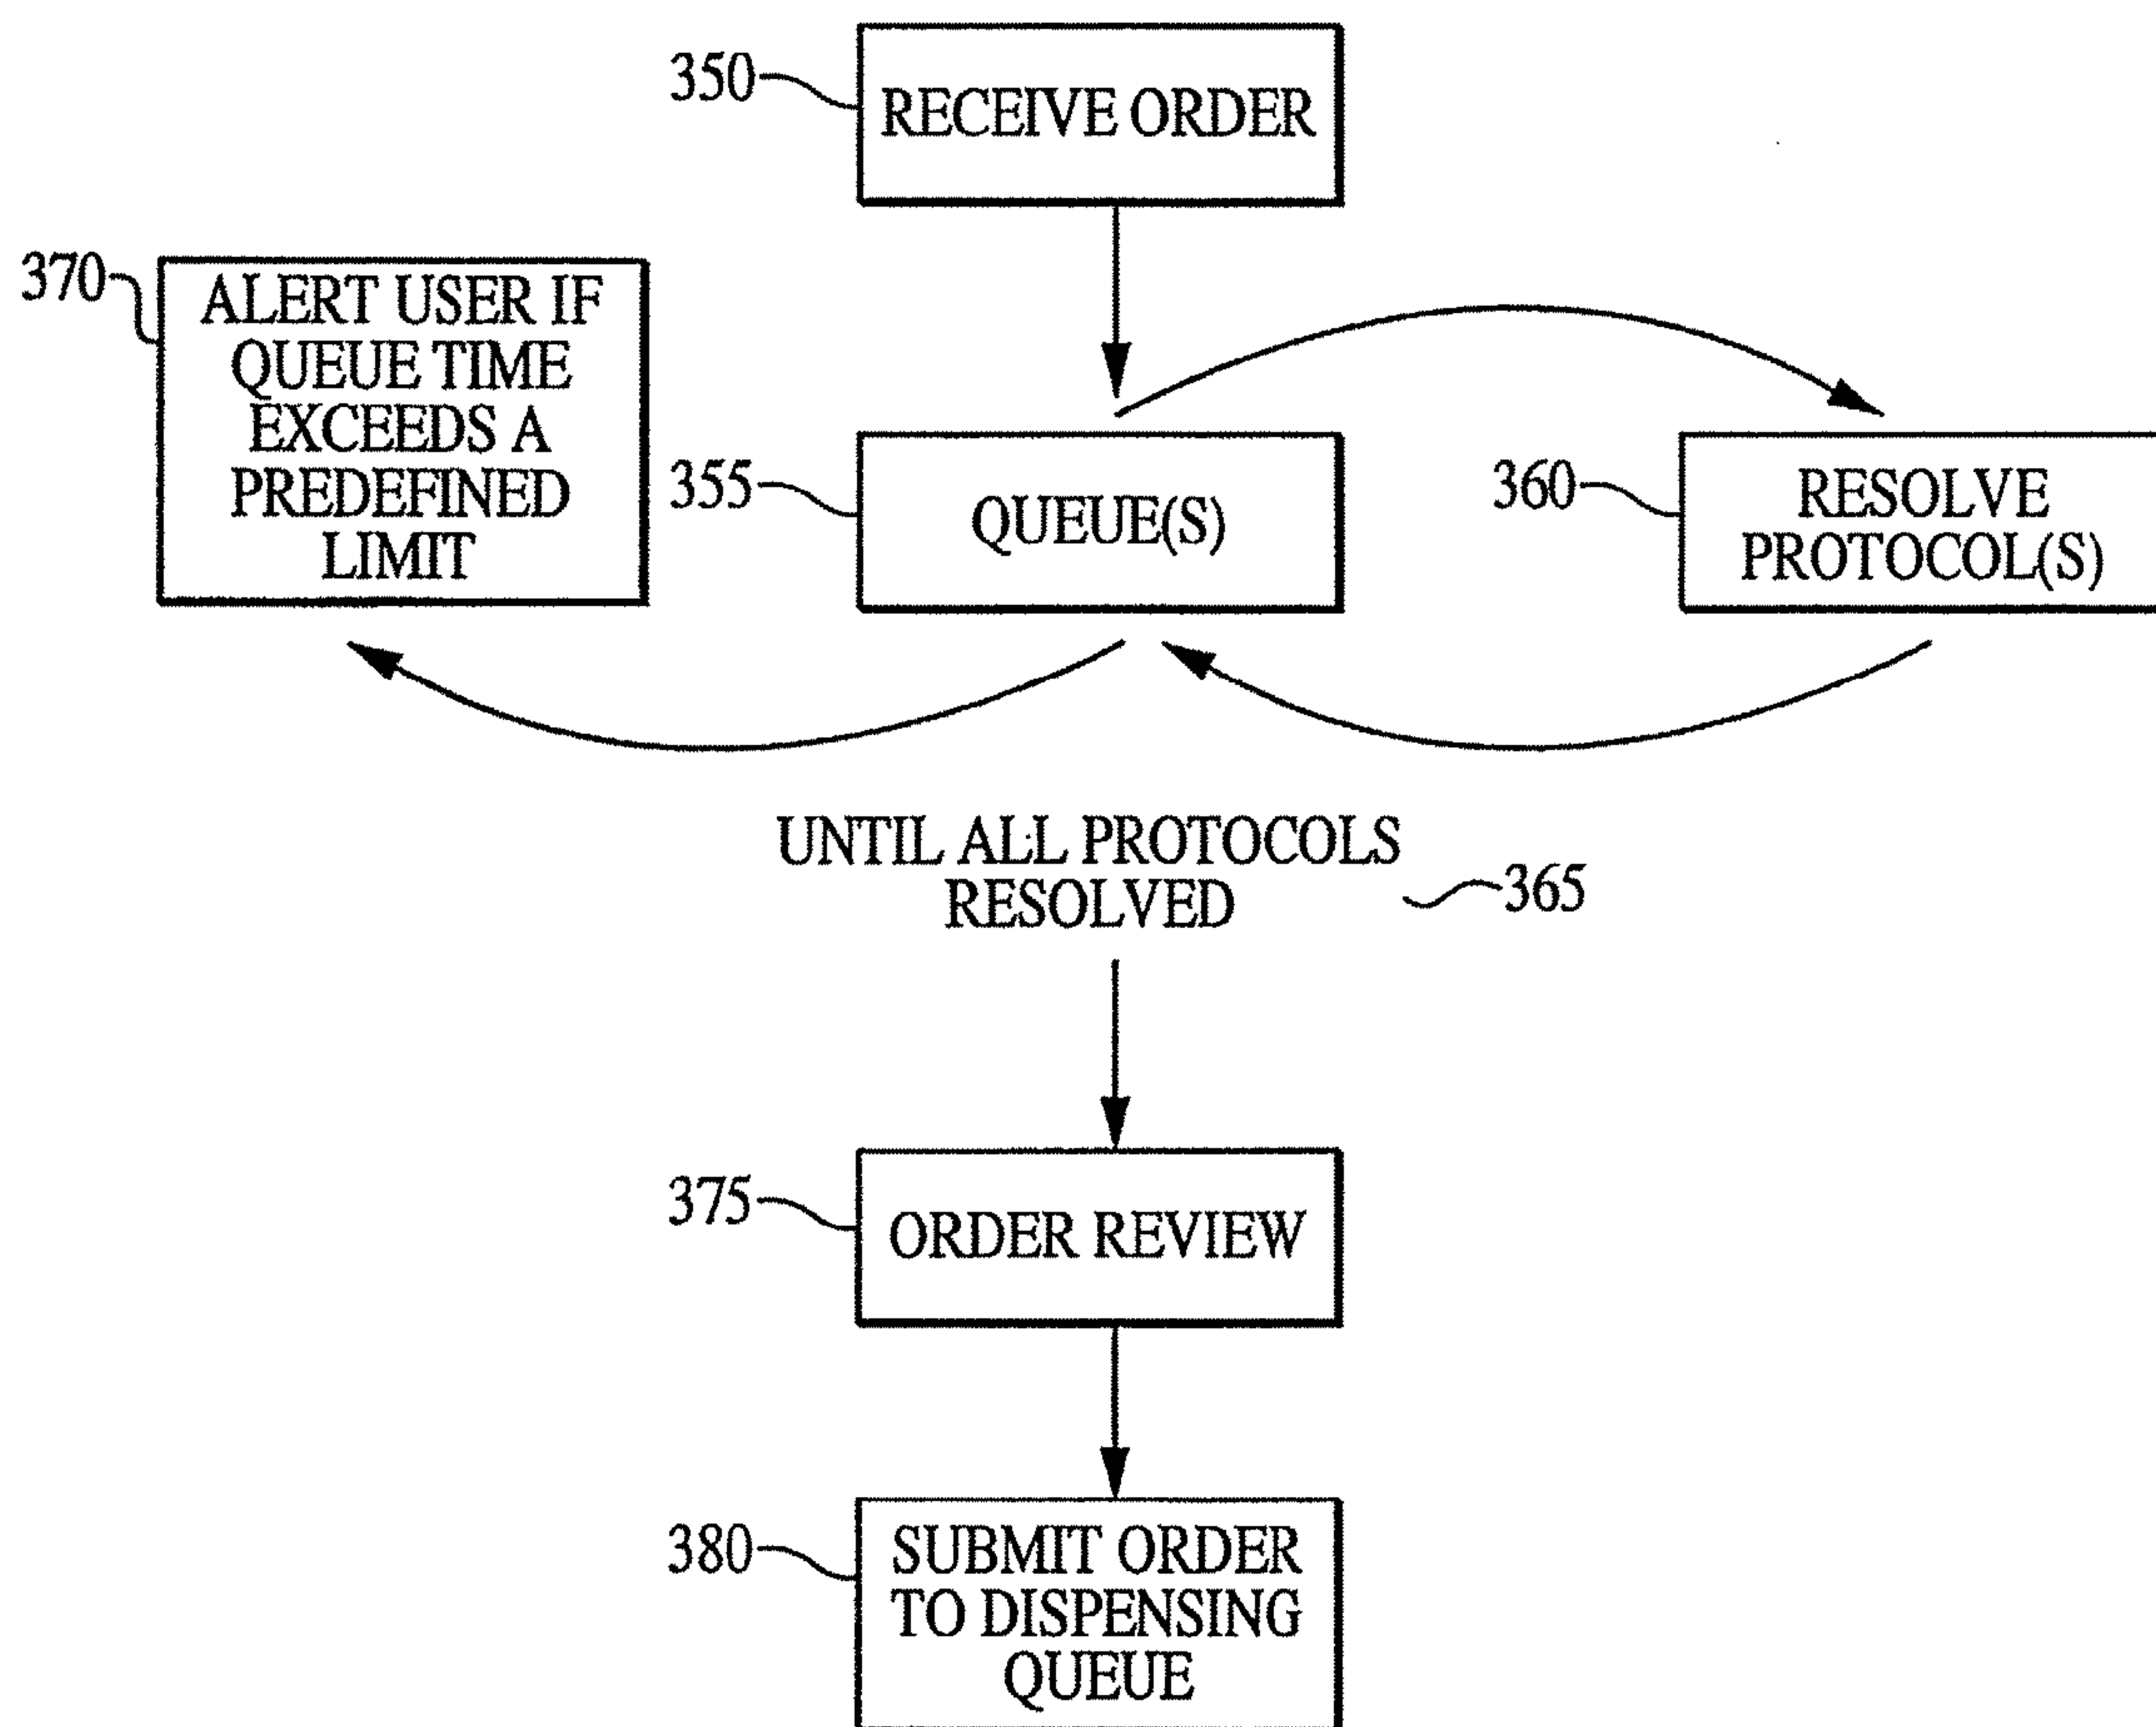 350
RECEIVE ORDER
370
ALERT USER IF
QUEUE TIME
EXCEEDS A
PREDEFINED
LIMIT
355
QUEUE(S)
360
RESOLVE
PROTOCOL(S)
UNTIL ALL PROTOCOLS
RESOLVED
365
375
ORDER REVIEW
380
SUBMIT ORDER
TO DISPENSING
QUEUE